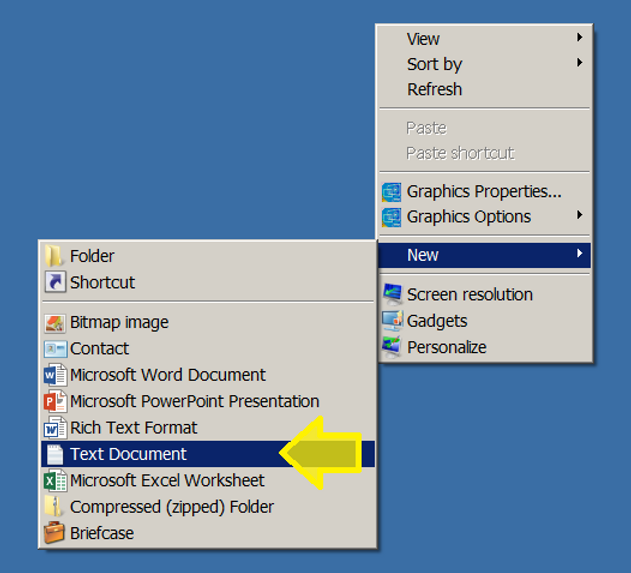 View
Sort by
Refresh
Paste
Paste shortcut
Graphics Properties...
Graphics Options
New
Screen resolution
Gadgets
Personalize
Folder
Shortcut
Bitmap image
Contact
Microsoft Word Document
Microsoft PowerPoint Presentation
Rich Text Format
Text Document
Microsoft Excel Worksheet
Compressed (zipped) Folder
Briefcase